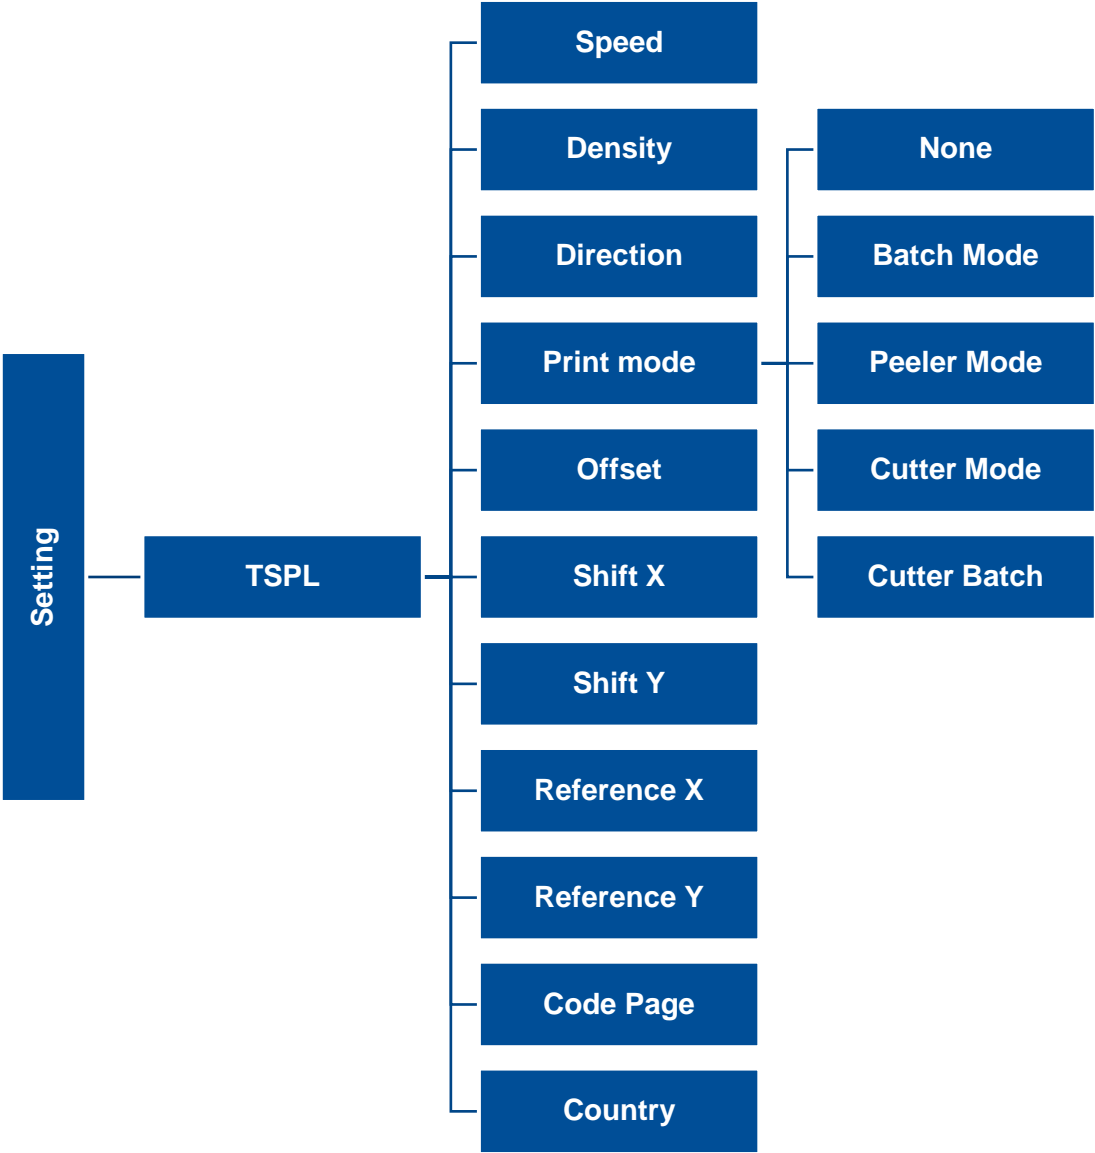 Setting
TSPL
Speed
Density
Direction
Print mode
Offset
Shift X
Shift Y
Reference X
Reference Y
Code Page
Country
None
Batch Mode
Peeler Mode
Cutter Mode
Cutter Batch